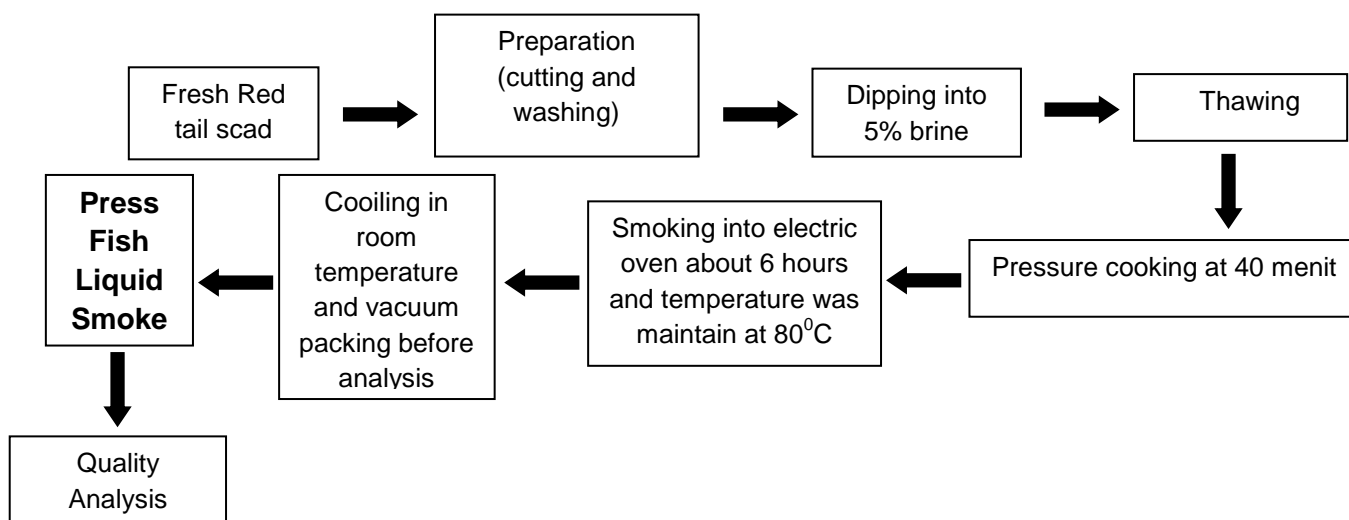 Fresh Red
tail scad
Preparation
(cutting and
washing)
Dipping into
5% brine
Thawing
Pressure cooking at 40 menit
Smoking into electric
oven about 6 hours
and temperature was
maintain at 80⁰C
Cooiling in
room
temperature
and vacuum
packing before
analysis
Press
Fish
Liquid
Smoke
Quality
Analysis